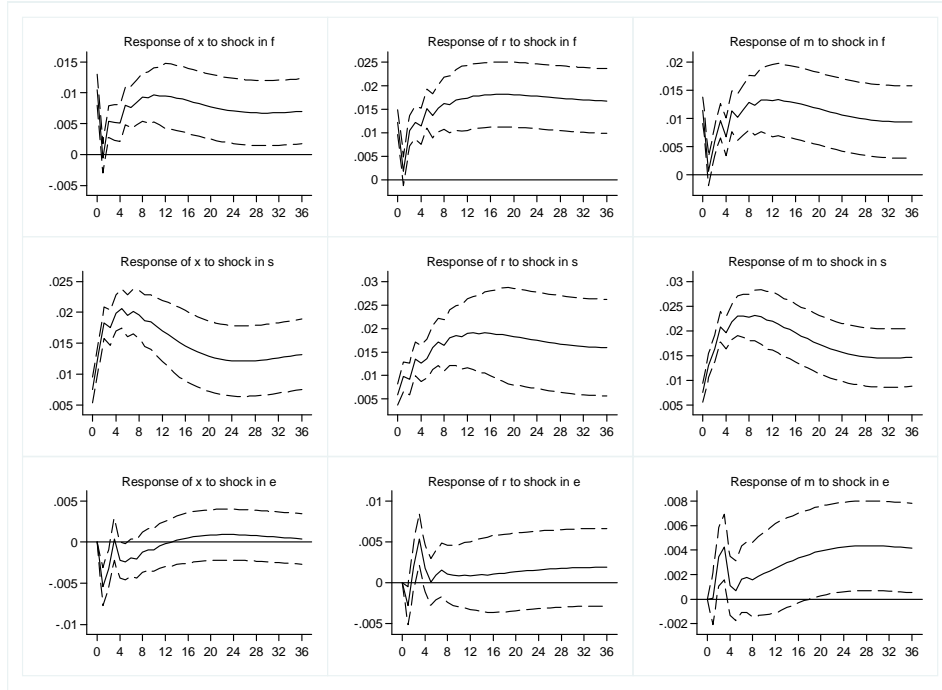 Response of x to shock in f
.015
.01
.005
0
-.005
0 4 8 12 16 20 24 28 32 36
Response of r to shock in f
.025
.02
.015
.01
.005
0
0 4 8 12 16 20 24 28 32 36
Response of m to shock in f
.02
.015
.01
.005
0
0 4 8 12 16 20 24 28 32 36
Response of x to shock in s
.025
.02
.015
.01
.005
0 4 8 12 16 20 24 28 32 36
Response of r to shock in s
.03
.025
.02
.015
.01
.005
0 4 8 12 16 20 24 28 32 36
Response of m to shock in s
.03
.025
.02
.015
.01
.005
0 4 8 12 16 20 24 28 32 36
Response of x to shock in e
.005
0
-.005
-.01
0 4 8 12 16 20 24 28 32 36
Response of r to shock in e
.01
.005
0
-.005
0 4 8 12 16 20 24 28 32 36
Response of m to shock in e
.008
.006
.004
.002
0
-.002
0 4 8 12 16 20 24 28 32 36